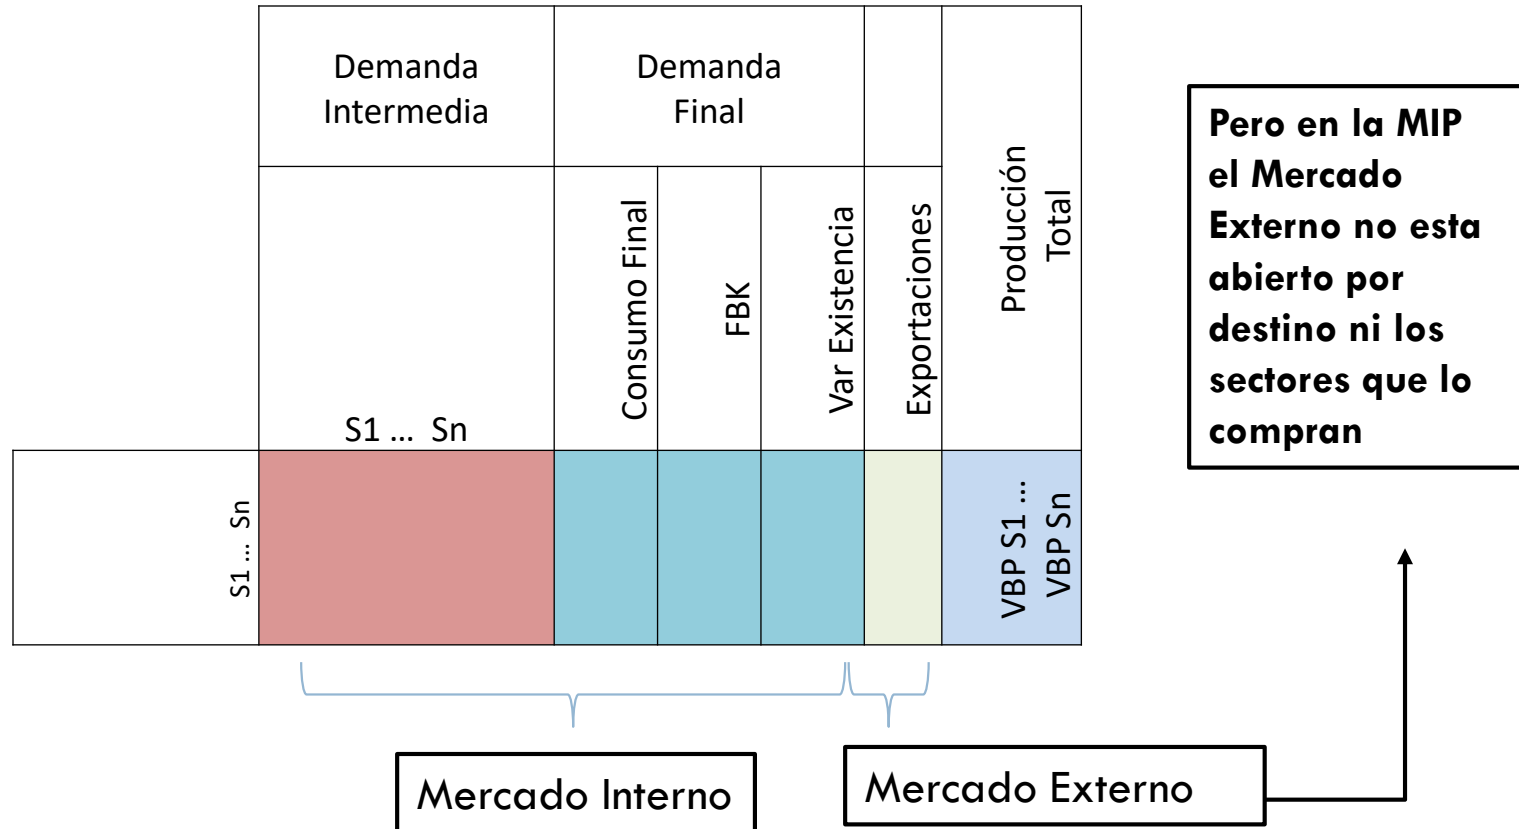 Demanda
Intermedia
Demanda
Final
S1 ... Sn
Consumo Final
FBK
Var Existencia
Exportaciones
Producción
Total
S1 ... Sn
VBP S1 ...
VBP Sn
Mercado Interno
Mercado Externo
Pero en la MIP
el Mercado
Externo no esta
abierto por
destino ni los
sectores que lo
compran